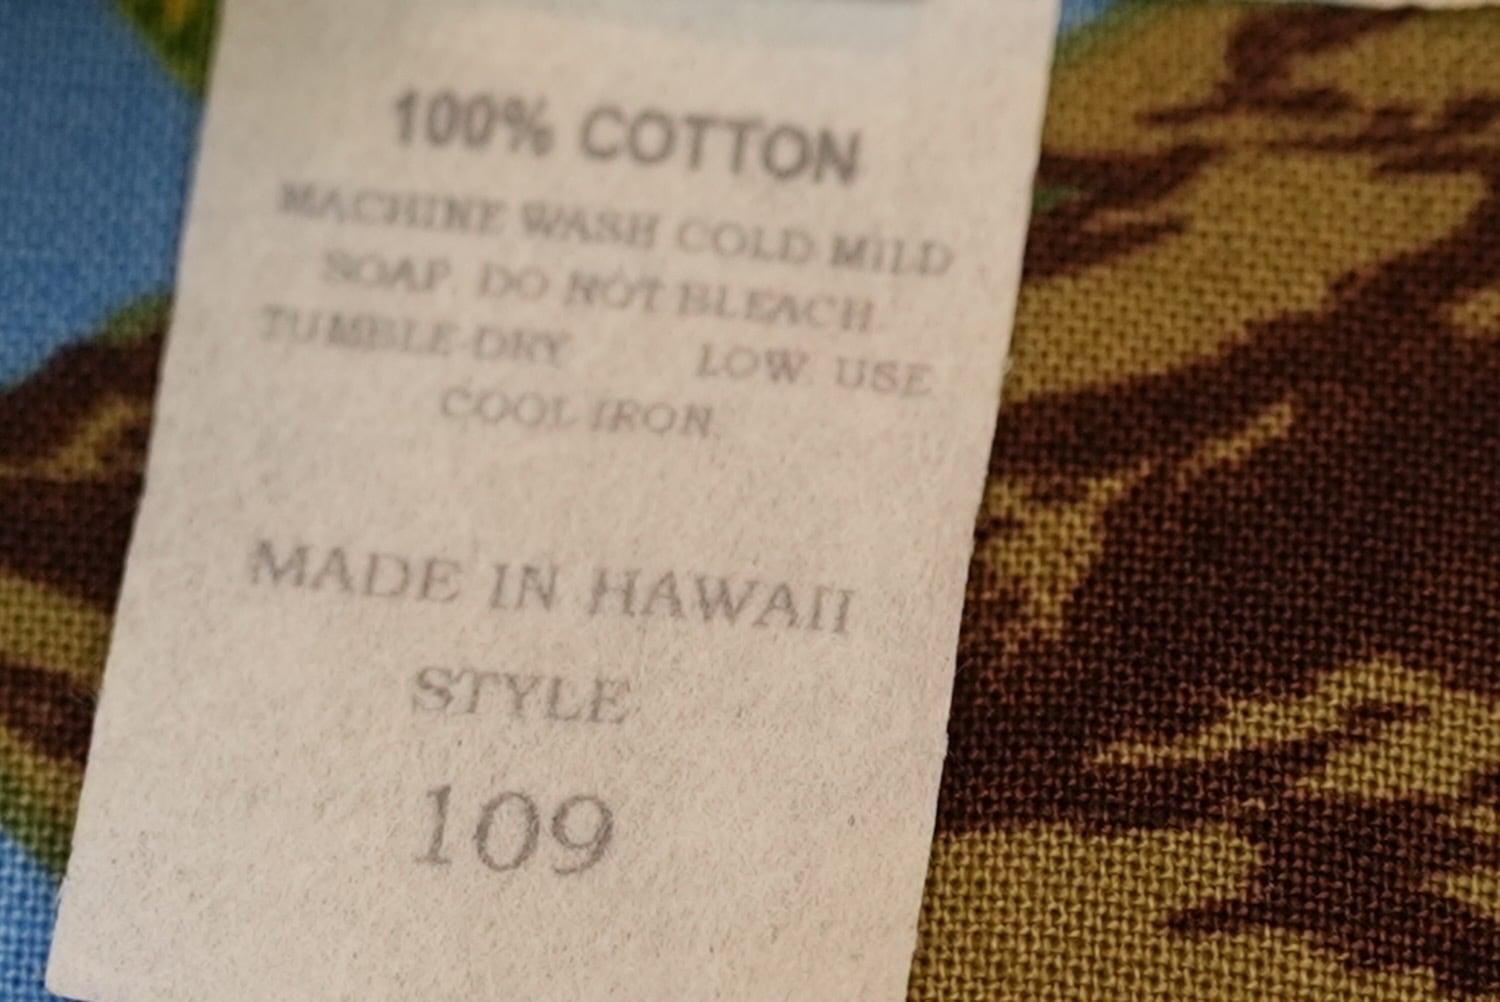 100% COTTON
MACHINE WASH COLD MILD
SOAP. DO NOT BLEACH.
TUMBLE DRY LOW. USE
COOL IRON.
MADE IN HAWAII
STYLE
109